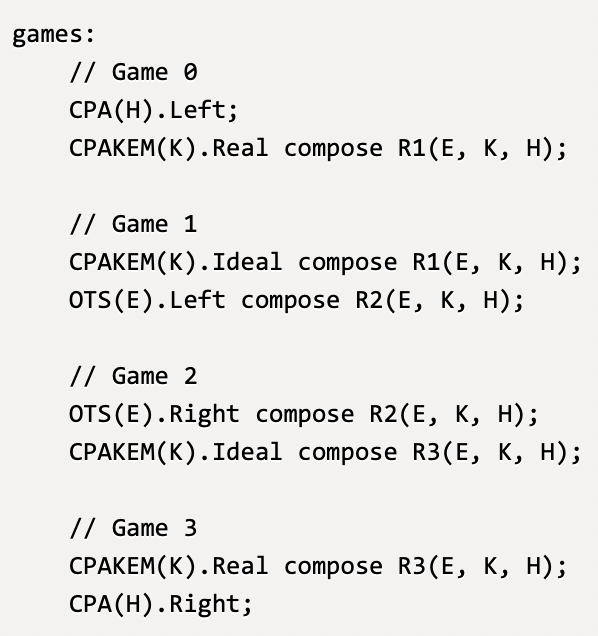 games:
// Game 0
CPA(H).Left;
CPAKEM(K).Real compose R1(E, K, H);
// Game 1
CPAKEM(K).Ideal compose R1(E, K, H);
OTS(E).Left compose R2(E, K, H);
// Game 2
OTS(E).Right compose R2(E, K, H);
CPAKEM(K).Ideal compose R3(E, K, H);
// Game 3
CPAKEM(K).Real compose R3(E, K, H);
CPA(H).Right;